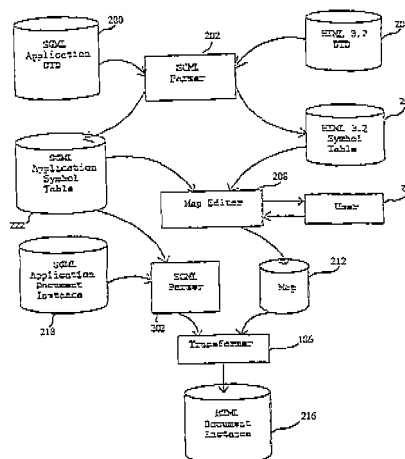 200
SGML
Application
DTD
202
SGML
Parser
HTML 3.2
DTD
SGML
Application
Symbol
Table
222
HTML 3.2
Symbol
Table
208
Map Editor
User
SGML
Application
Document
Instance
218
SGML
Parser
302
212
Map
Transformer
HTML
Document
Instance
216